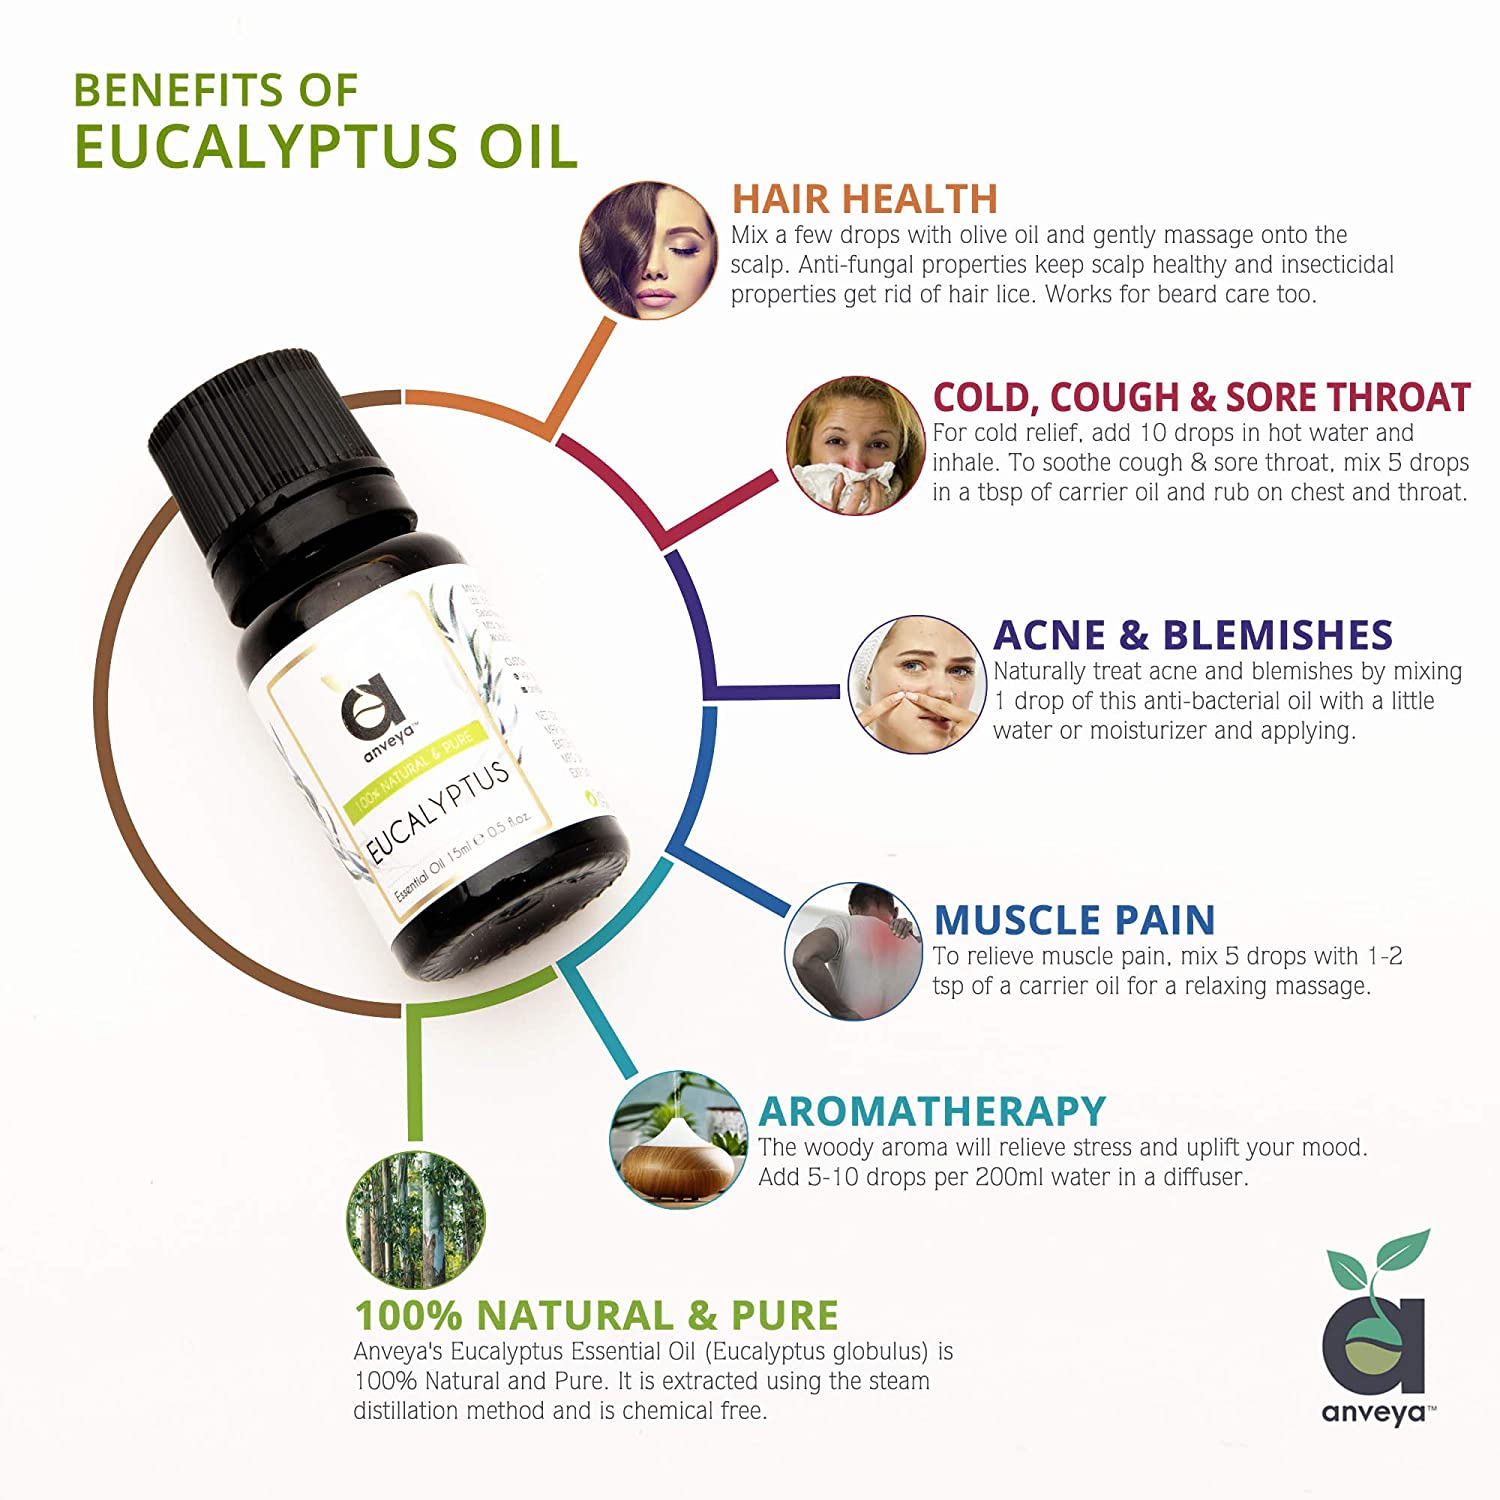 BENEFITS OF
EUCALYPTUS OIL
HAIR HEALTH
Mix a few drops with olive oil and gently massage onto the
scalp. Anti-fungal properties keep scalp healthy and insecticidal
properties get rid of hair lice. Works for beard care too.
COLD, COUGH & SORE THROAT
For cold relief, add 10 drops in hot water and
inhale. To soothe cough & sore throat, mix 5 drops
in a tbsp of carrier oil and rub on chest and throat.
ACNE & BLEMISHES
Naturally treat acne and blemishes by mixing
1 drop of this anti-bacterial oil with a little
water or moisturizer and applying.
MUSCLE PAIN
To relieve muscle pain, mix 5 drops with 1-2
tsp of a carrier oil for a relaxing massage.
AROMATHERAPY
The woody aroma will relieve stress and uplift your mood.
Add 5-10 drops per 200ml water in a diffuser.
100% NATURAL & PURE
Anveya's Eucalyptus Essential Oil (Eucalyptus globulus) is
100% Natural and Pure. It is extracted using the steam
distillation method and is chemical free.
anveya™
100% NATURAL & PURE
EUCALYPTUS
Essential Oil 15ml ℮ 0.5 fl.oz.
anveya™